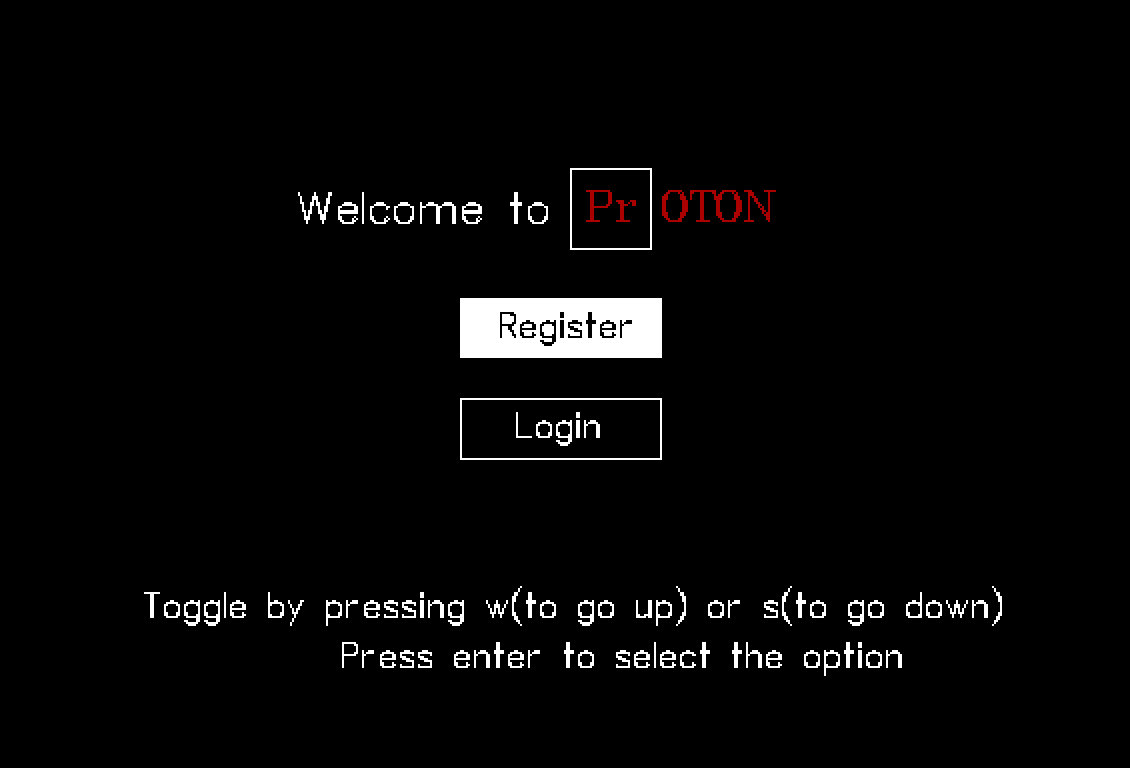 Welcome to Pr OTON
Register
Login
Toggle by pressing w(to go up) or s(to go down)
Press enter to select the option